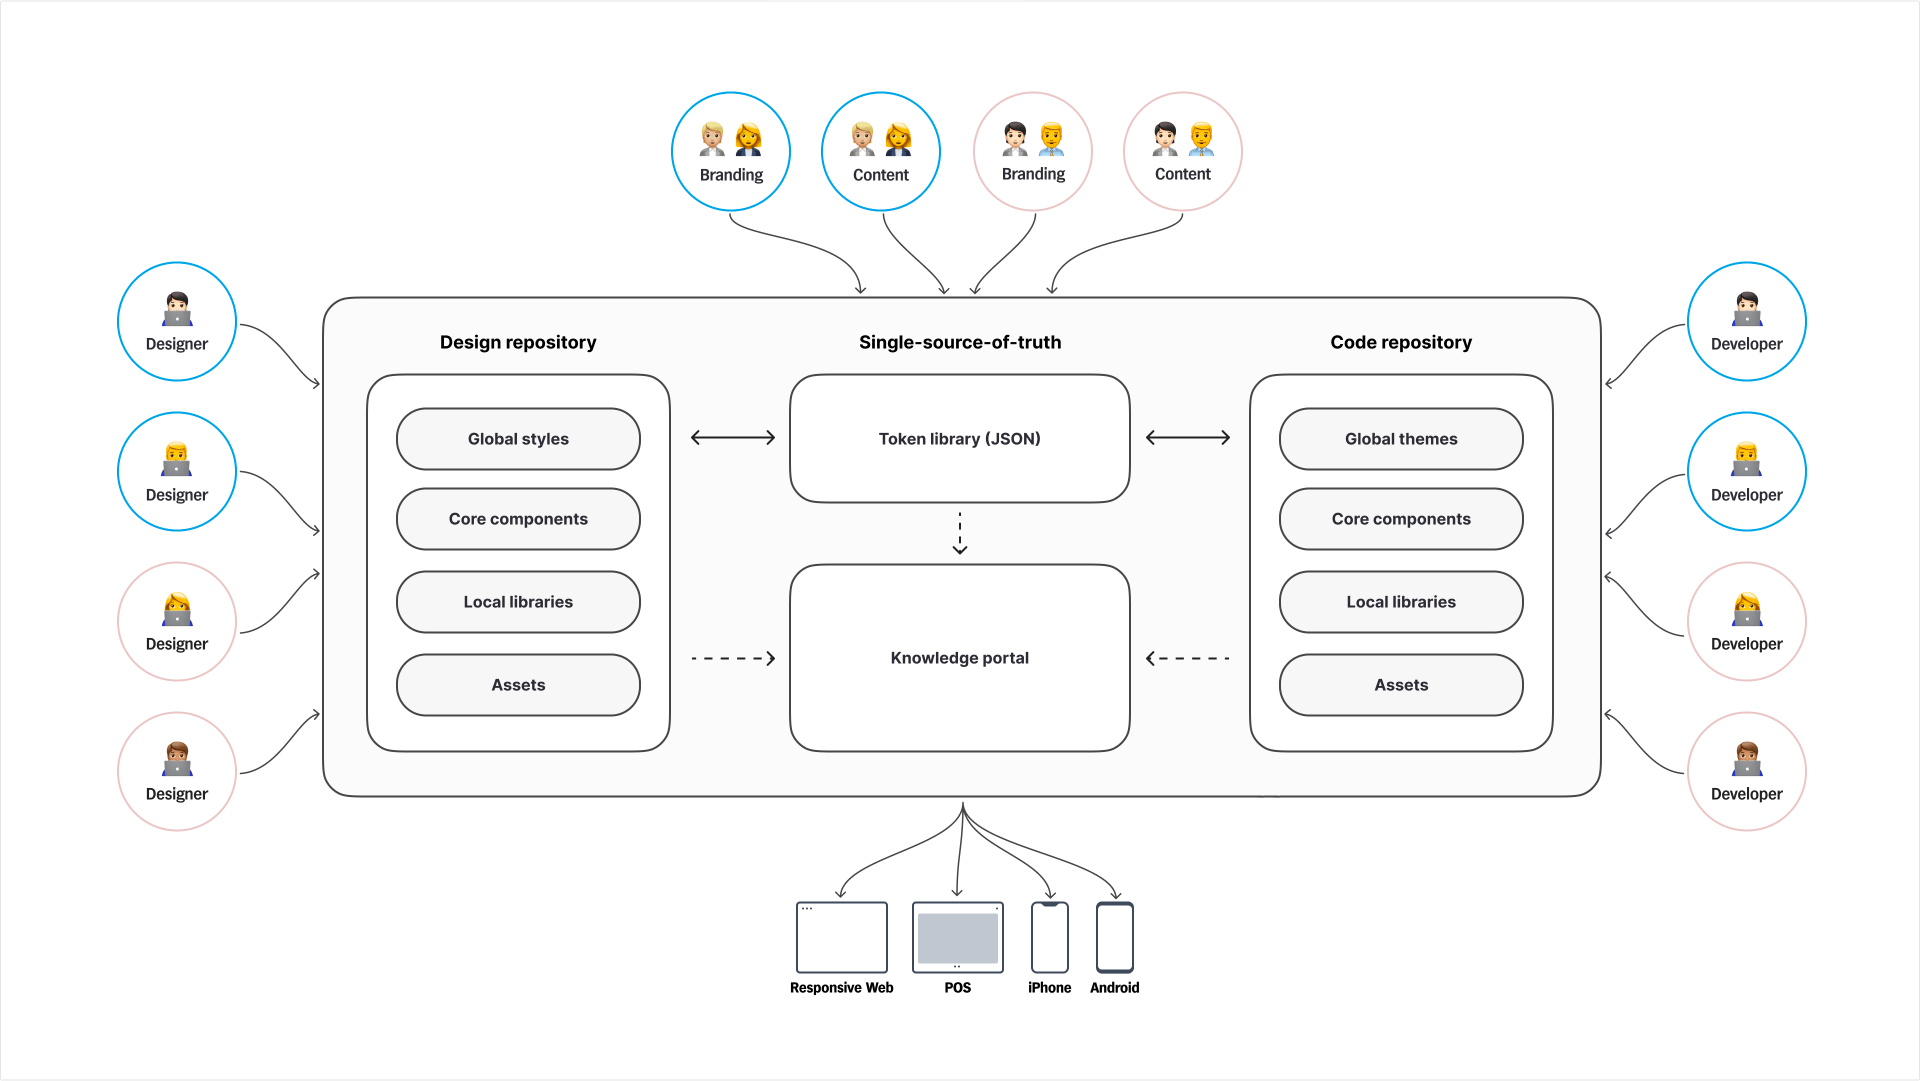 Branding
Content
Branding
Content
Designer
Designer
Designer
Designer
Design repository
Global styles
Core components
Local libraries
Assets
Single-source-of-truth
Token library (JSON)
Knowledge portal
Code repository
Global themes
Core components
Local libraries
Assets
Developer
Developer
Developer
Developer
Responsive Web
POS
iPhone
Android